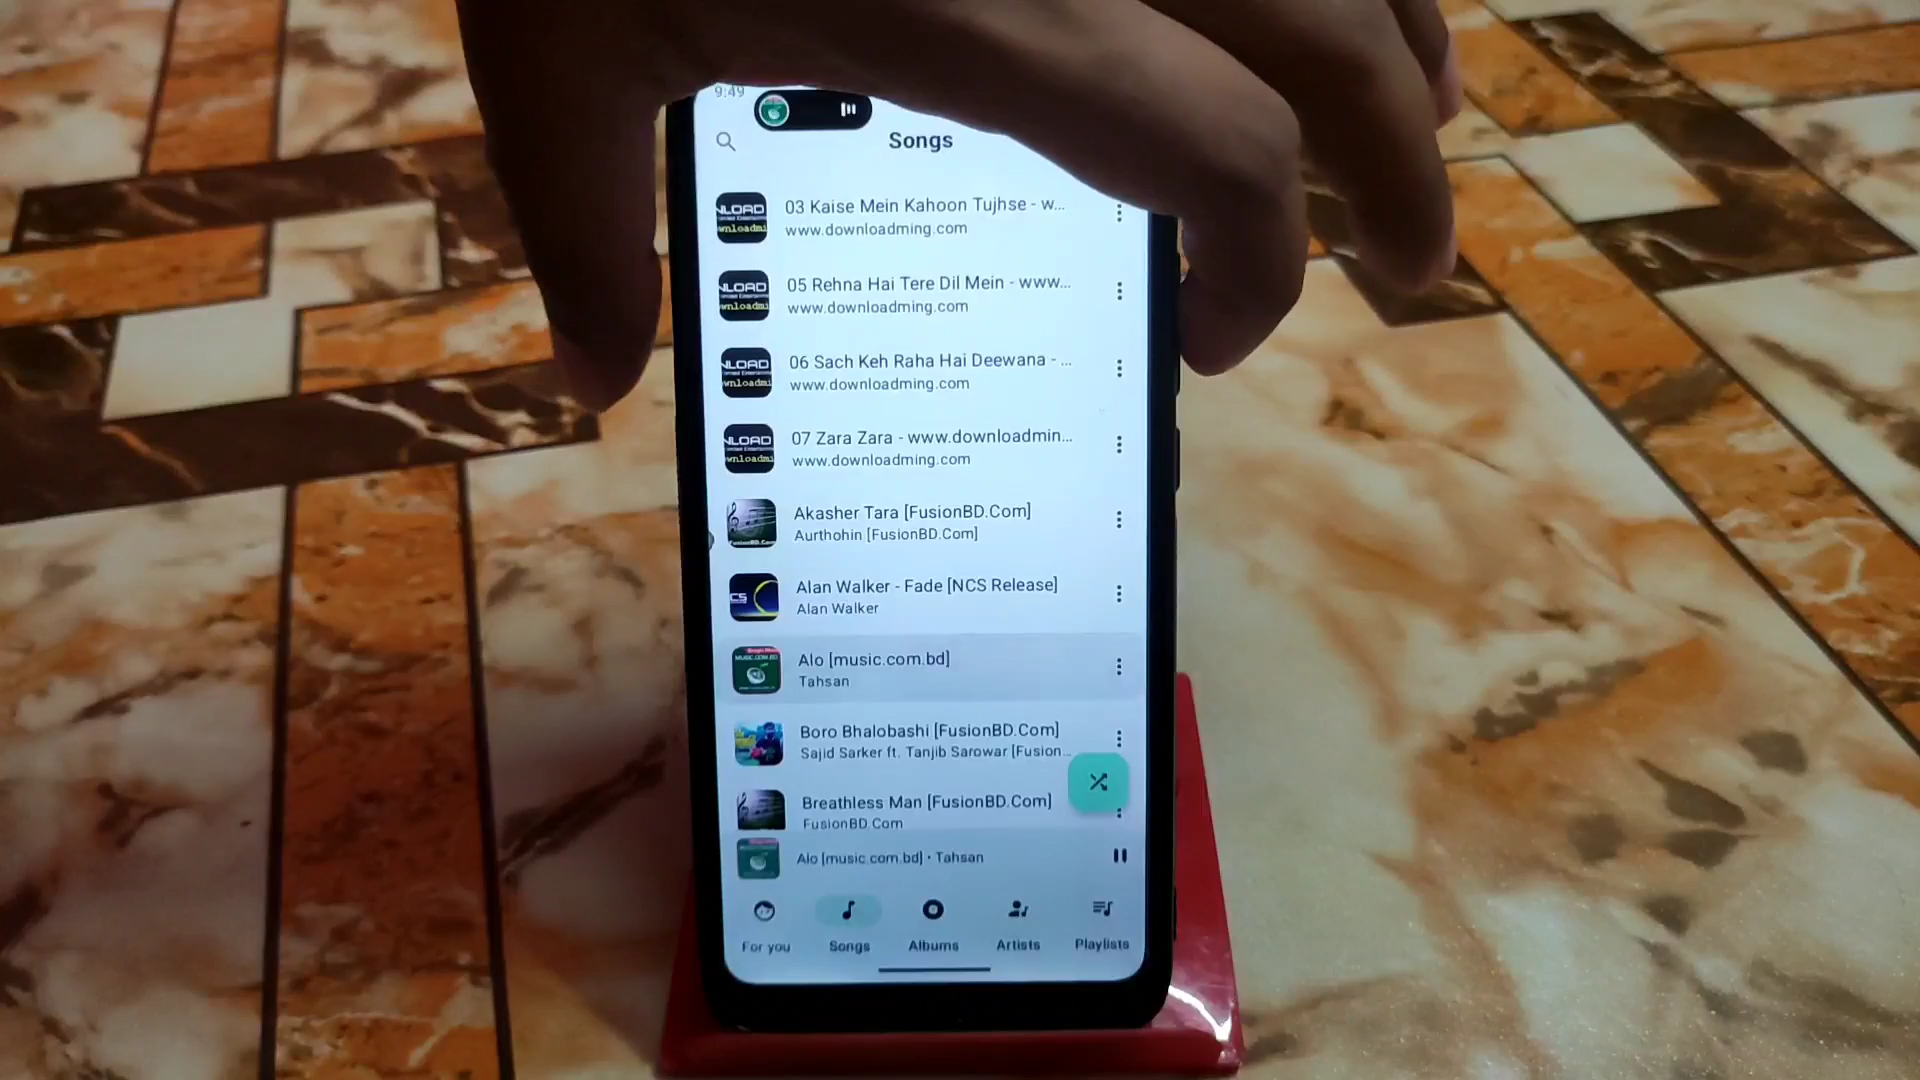 9:49
Songs
03 Kaise Mein Kahoon Tujhse - w...
www.downloadming.com
05 Rehna Hai Tere Dil Mein - www...
www.downloadming.com
06 Sach Keh Raha Hai Deewana - ...
www.downloadming.com
07 Zara Zara - www.downloadmin...
www.downloadming.com
Akasher Tara [FusionBD.Com]
Aurthohin [FusionBD.Com]
Alan Walker - Fade [NCS Release]
Alan Walker
Alo [music.com.bd]
Tahsan
Boro Bhalobashi [FusionBD.Com]
Sajid Sarker ft. Tanjib Sarowar [Fusion...
Breathless Man [FusionBD.Com]
FusionBD.Com
Alo [music.com.bd] • Tahsan
For you
Songs
Albums
Artists
Playlists